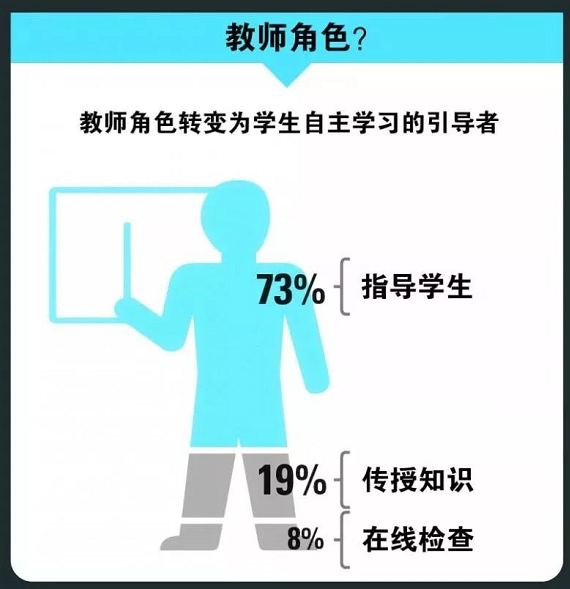 教师角色?
教师角色转变为学生自主学习的引导者
73% 指导学生
19% 传授知识
8% 在线检查